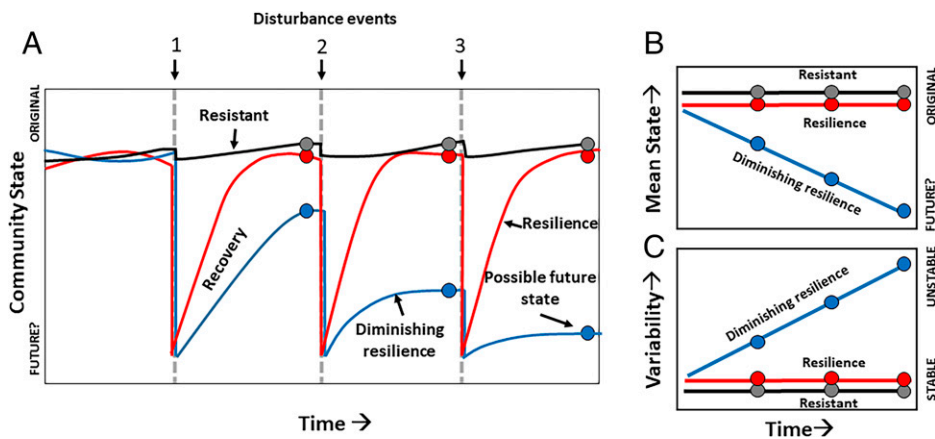 Disturbance events
A
1
2
3
B
ORIGINAL
Resistant
Resilience
Recovery
Diminishing
resilience
Possible future
state
FUTURE?
Community State
Time →
Mean State→
Resistant
Resilience
Diminishing resilience
ORIGINAL
FUTURE?
C
Variability→
Diminishing resilience
Resilience
Resistant
UNSTABLE
STABLE
Time→